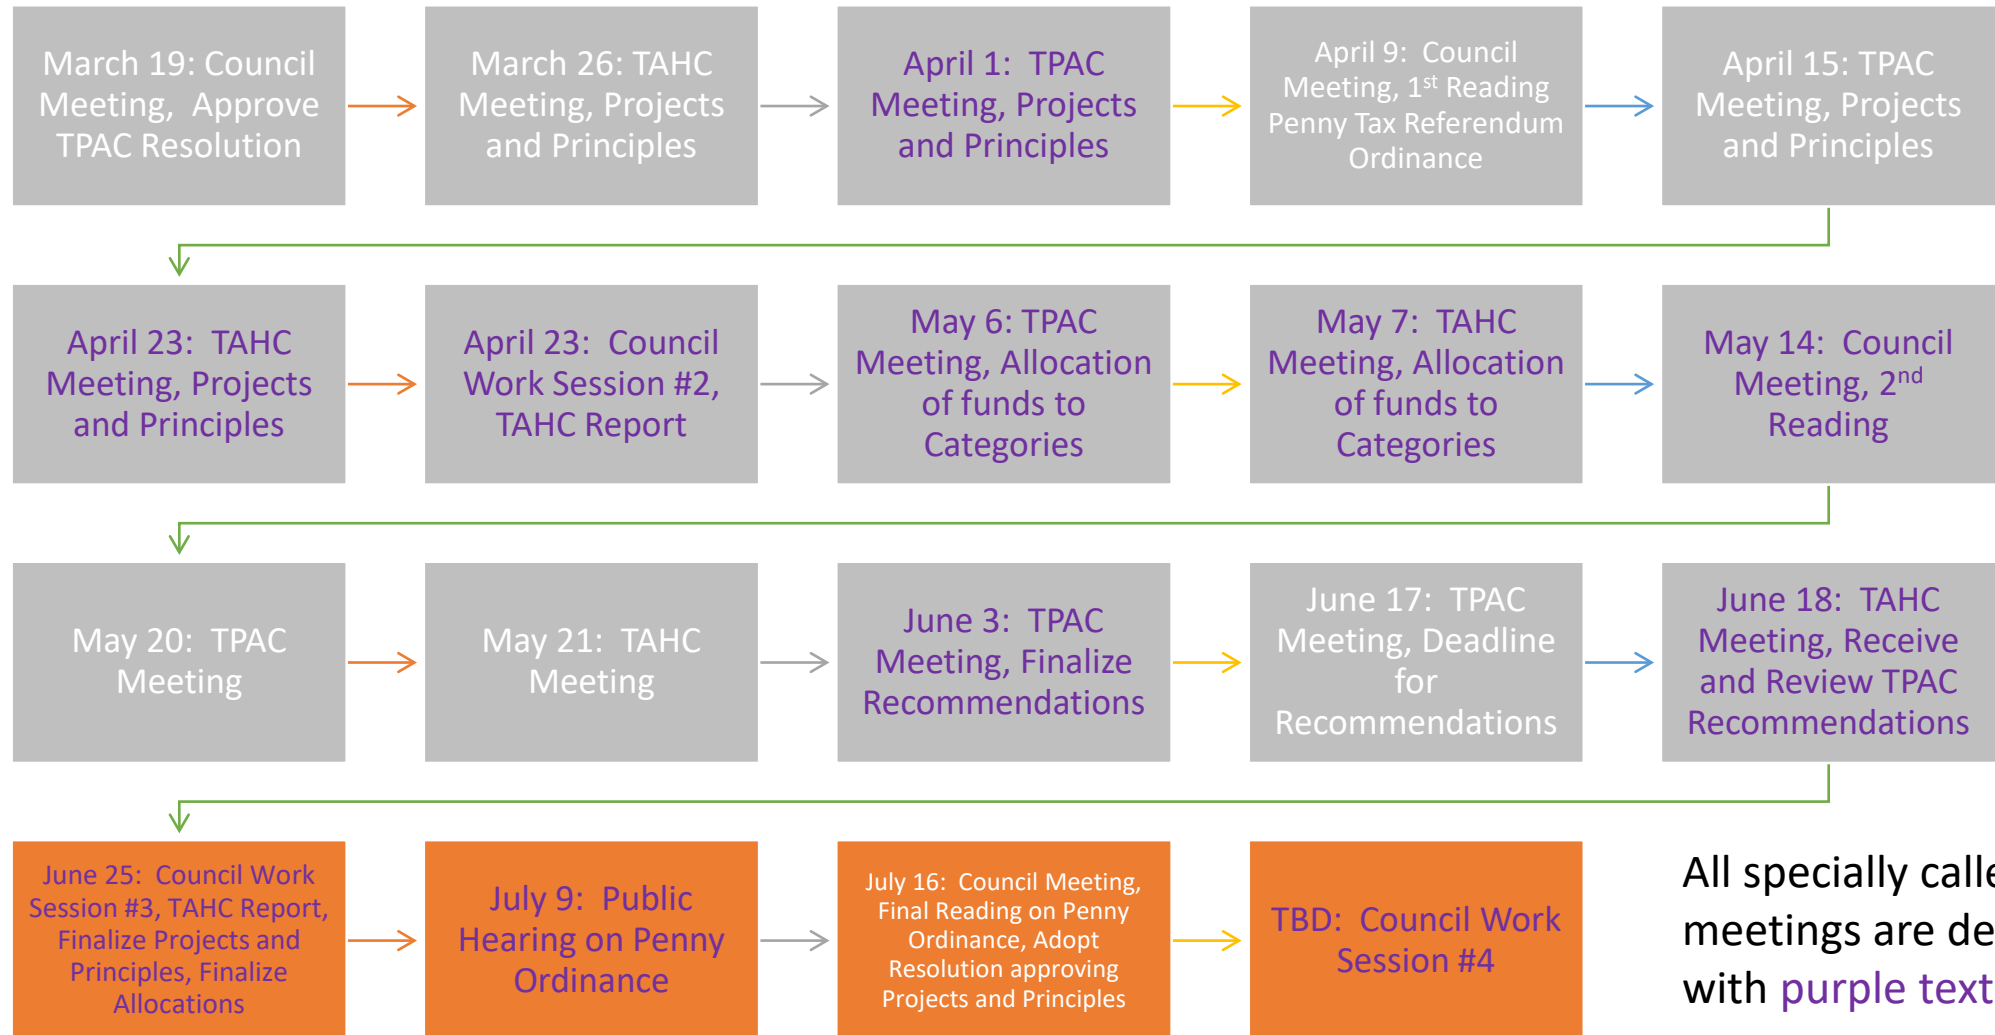 March 19: Council
Meeting, Approve
TPAC Resolution
March 26: TAHC
Meeting, Projects
and Principles
April 1: TPAC
Meeting, Projects
and Principles
April 9: Council
Meeting, 1st Reading
Penny Tax Referendum
Ordinance
April 15: TPAC
Meeting, Projects
and Principles
April 23: TAHC
Meeting, Projects
and Principles
April 23: Council
Work Session #2,
TAHC Report
May 6: TPAC
Meeting, Allocation
of funds to
Categories
May 7: TAHC
Meeting, Allocation
of funds to
Categories
May 14: Council
Meeting, 2nd
Reading
May 20: TPAC
Meeting
May 21: TAHC
Meeting
June 3: TPAC
Meeting, Finalize
Recommendations
June 17: TPAC
Meeting, Deadline
for
Recommendations
June 18: TAHC
Meeting, Receive
and Review TPAC
Recommendations
June 25: Council Work
Session #3, TAHC Report,
Finalize Projects and
Principles, Finalize
Allocations
July 9: Public
Hearing on Penny
Ordinance
July 16: Council Meeting,
Final Reading on Penny
Ordinance, Adopt
Resolution approving
Projects and Principles
TBD: Council Work
Session #4
All specially
meetings are
with purple text